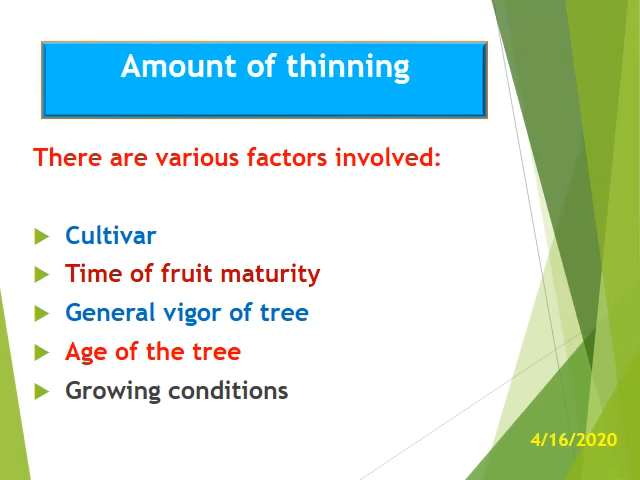 Amount of thinning
There are various factors involved:
Cultivar
Time of fruit maturity
General vigor of tree
Age of the tree
Growing conditions
4/16/2020